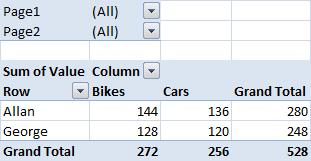 Page1 (All)
Page2 (All)
Sum of Value Column
Row Bikes Cars Grand Total
Allan 144 136 280
George 128 120 248
Grand Total 272 256 528